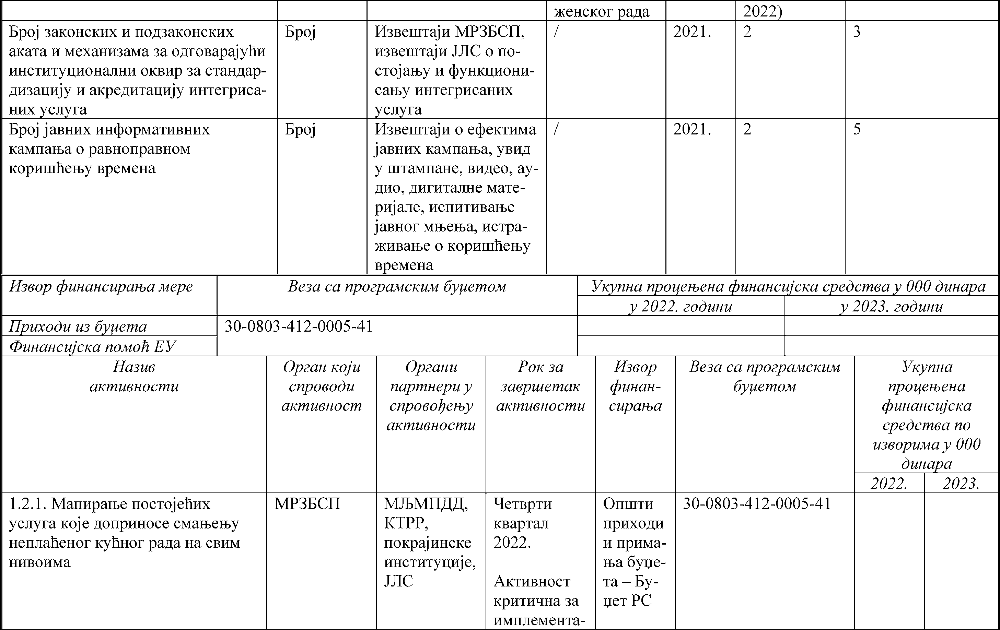 женског рада
2022)
Број законских и подзаконских
аката и механизама за одговарајући
институционални оквир за стандар-
дизацију и акредитацију интегриса-
них услуга
Број
Извештаји МРЗБСП,
извештаји ЈЛС о по-
стојању и функциони-
сању интегрисаних
услуга
/
2021.
2
3
Број јавних информативних
кампања о равноправном
коришћењу времена
Број
Извештаји о ефектима
јавних кампања, увид
у штампане, видео, ау-
дио, дигиталне мате-
ријале, испитивање
јавног мњења, истра-
живање о коришћењу
времена
/
2021.
2
5
Извор финансирања мере
Веза са програмским буџетом
Укупна процењена финансијска средства у 000 динара
у 2022. години
у 2023. години
Приходи из буџета
30-0803-412-0005-41
Финансијска помоћ ЕУ
Назив
активности
Орган који
спроводи
активност
Органи
партнери у
спровођењу
активности
Рок за
завршетак
активности
Извор
финан-
сирања
Веза са програмским
буџетом
Укупна
процењена
финансијска
средства по
изворима у 000
динара
2022.
2023.
1.2.1. Мапирање постојећих
услуга које доприносе смањењу
неплаћеног кућног рада на свим
нивоима
МРЗБСП
МЉМПДД,
КТРР,
покрајинске
институције,
ЈЛС
Четврти
квартал
2022.
Активност
критична за
имплемента-
Општи
приходи
и прима-
ња буџе-
та – Бу-
џет РС
30-0803-412-0005-41